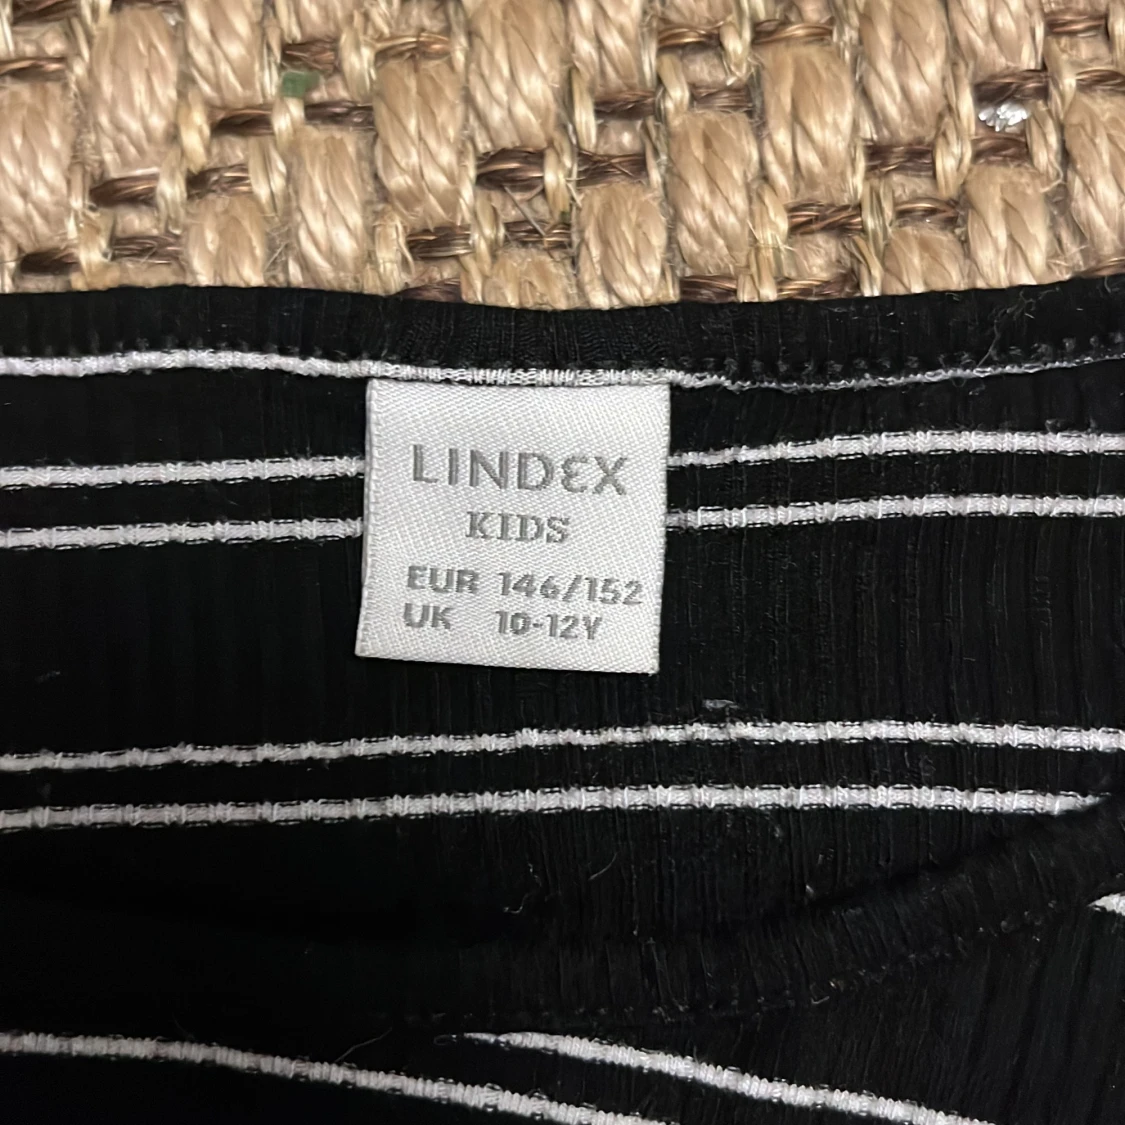 LINDEX
KIDS
EUR 146/152
UK 10-12Y